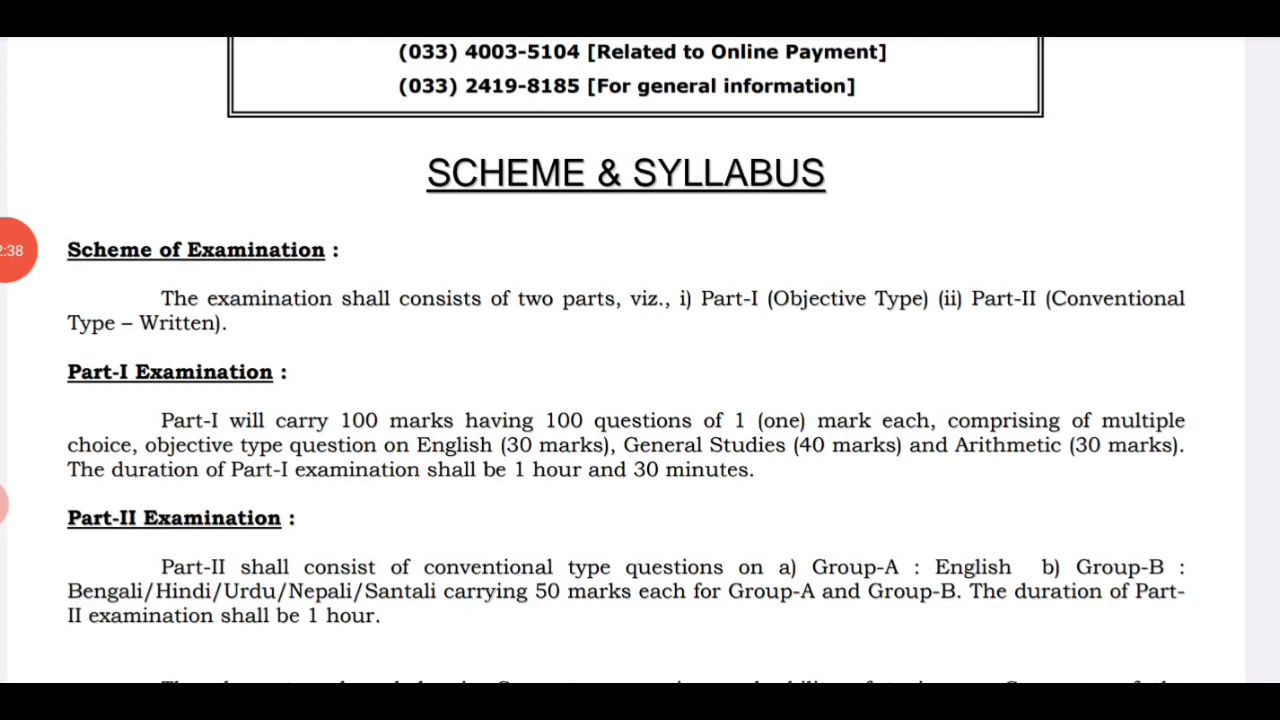 (033) 4003-5104 [Related to Online Payment]
(033) 2419-8185 [For general information]
SCHEME & SYLLABUS
2:38
Scheme of Examination :
The examination shall consists of two parts, viz., i) Part-I (Objective Type) (ii) Part-II (Conventional
Type – Written).
Part-I Examination :
Part-I will carry 100 marks having 100 questions of 1 (one) mark each, comprising of multiple
choice, objective type question on English (30 marks), General Studies (40 marks) and Arithmetic (30 marks).
The duration of Part-I examination shall be 1 hour and 30 minutes.
Part-II Examination :
Part-II shall consist of conventional type questions on a) Group-A : English b) Group-B :
Bengali/Hindi/Urdu/Nepali/Santali carrying 50 marks each for Group-A and Group-B. The duration of Part-
II examination shall be 1 hour.